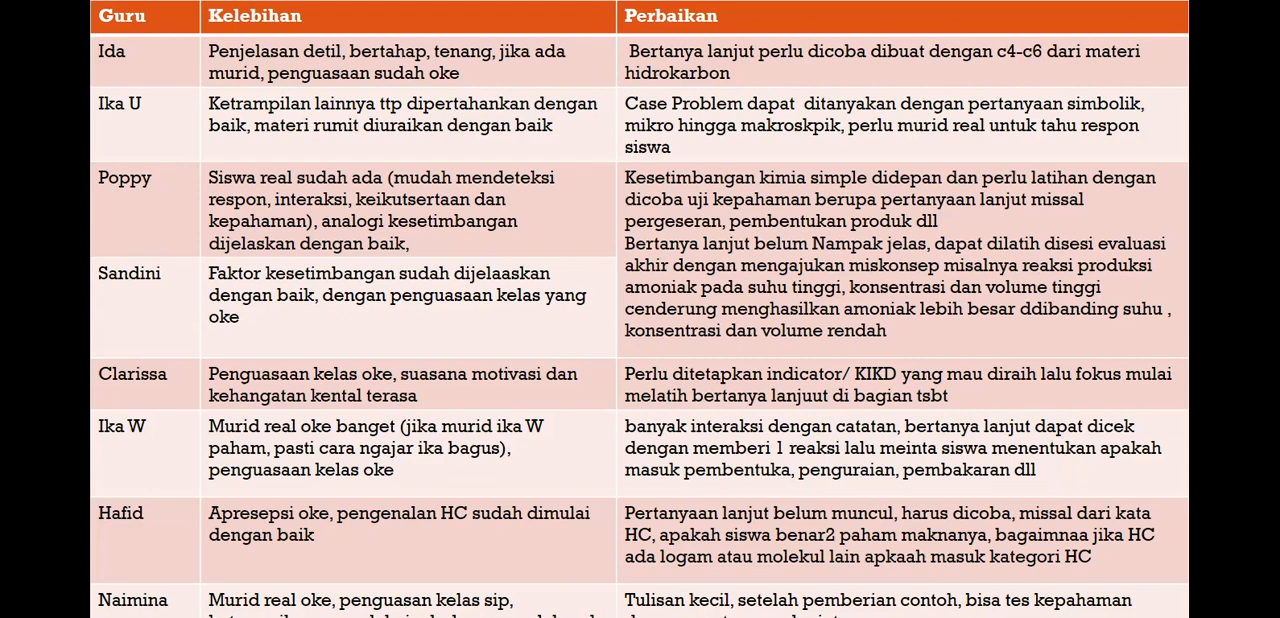 Guru Kelebihan Perbaikan
Ida
Penjelasan detil, bertahap, tenang, jika ada
murid, penguasaan sudah oke
Bertanya lanjut perlu dicoba dibuat dengan c4-c6 dari materi
hidrokarbon
Ika U
Ketrampilan lainnya ttp dipertahankan dengan
baik, materi rumit diuraikan dengan baik
Case Problem dapat ditanyakan dengan pertanyaan simbolik,
mikro hingga makroskpik, perlu murid real untuk tahu respon
siswa
Poppy
Siswa real sudah ada (mudah mendeteksi
respon, interaksi, keikutsertaan dan
kepahaman), analogi kesetimbangan
dijelaskan dengan baik,
Kesetimbangan kimia simple didepan dan perlu latihan dengan
dicoba uji kepahaman berupa pertanyaan lanjut missal
pergeseran, pembentukan produk dll
Bertanya lanjut belum Nampak jelas, dapat dilatih disesi evaluasi
akhir dengan mengajukan miskonsep misalnya reaksi produksi
amoniak pada suhu tinggi, konsentrasi dan volume tinggi
cenderung menghasilkan amoniak lebih besar ddibanding suhu ,
konsentrasi dan volume rendah
Sandini
Faktor kesetimbangan sudah dijelaaskan
dengan baik, dengan penguasaan kelas yang
oke
Clarissa
Penguasaan kelas oke, suasana motivasi dan
kehangatan kental terasa
Perlu ditetapkan indicator/ KIKD yang mau diraih lalu fokus mulai
melatih bertanya lanjuut di bagian tsbt
Ika W
Murid real oke banget (jika murid ika W
paham, pasti cara ngajar ika bagus),
penguasaan kelas oke
banyak interaksi dengan catatan, bertanya lanjut dapat dicek
dengan memberi 1 reaksi lalu meinta siswa menentukan apakah
masuk pembentuka, penguraian, pembakaran dll
Hafid
Apresepsi oke, pengenalan HC sudah dimulai
dengan baik
Pertanyaan lanjut belum muncul, harus dicoba, missal dari kata
HC, apakah siswa benar2 paham maknanya, bagaimnaa jika HC
ada logam atau molekul lain apkaah masuk kategori HC
Naimina
Murid real oke, penguasan kelas sip,
Tulisan kecil, setelah pemberian contoh, bisa tes kepahaman